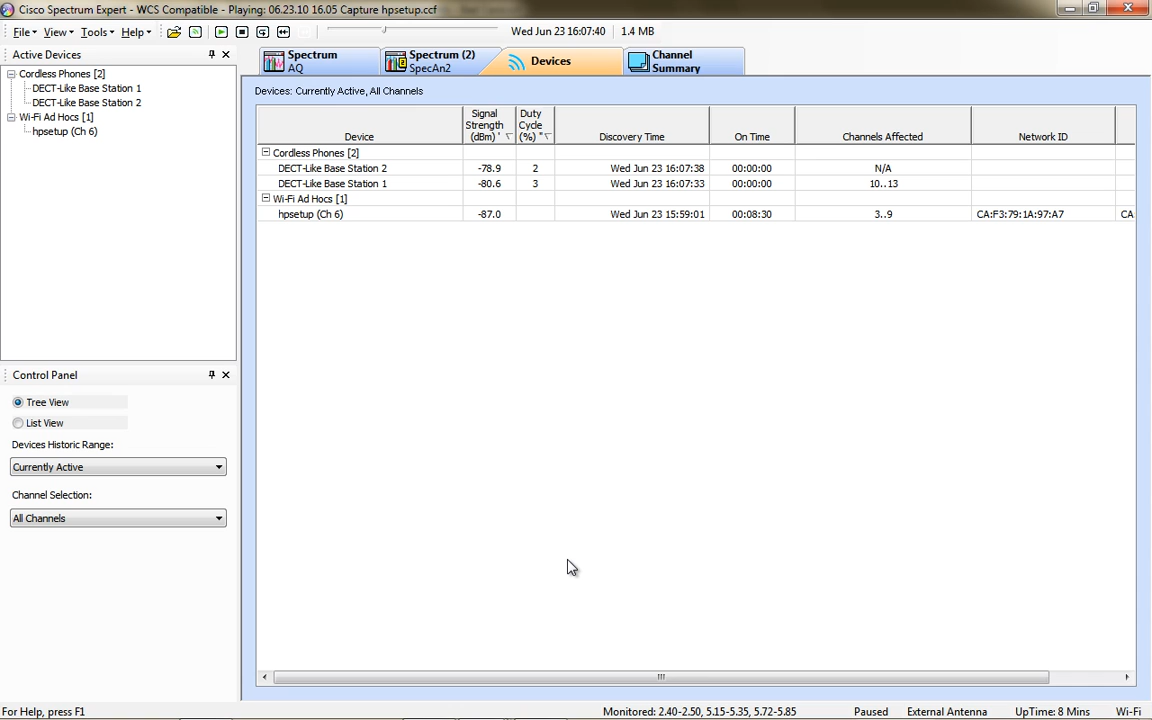 Cisco Spectrum Expert - WCS Compatible - Playing: 06.23.10 16.05 Capture hpsetup.ccf
File View Tools Help Wed Jun 23 16:07:40 1.4 MB
Active Devices
Cordless Phones [2]
DECT-Like Base Station 1
DECT-Like Base Station 2
Wi-Fi Ad Hocs [1]
hpsetup (Ch 6)
Control Panel
Tree View
List View
Devices Historic Range:
Currently Active
Channel Selection:
All Channels
Spectrum
AQ
Spectrum (2)
SpecAn2
Devices
Channel
Summary
Devices: Currently Active, All Channels
Device
Signal
Strength
(dBm) '
Duty
Cycle
(%) "
Discovery Time
On Time
Channels Affected
Network ID
Cordless Phones [2]
DECT-Like Base Station 2 -78.9 2 Wed Jun 23 16:07:38 00:00:00 N/A
DECT-Like Base Station 1 -80.6 3 Wed Jun 23 16:07:33 00:00:00 10..13
Wi-Fi Ad Hocs [1]
hpsetup (Ch 6) -87.0 Wed Jun 23 15:59:01 00:08:30 3..9 CA:F3:79:1A:97:A7 CA
For Help, press F1 Monitored: 2.40-2.50, 5.15-5.35, 5.72-5.85 Paused External Antenna UpTime: 8 Mins Wi-Fi